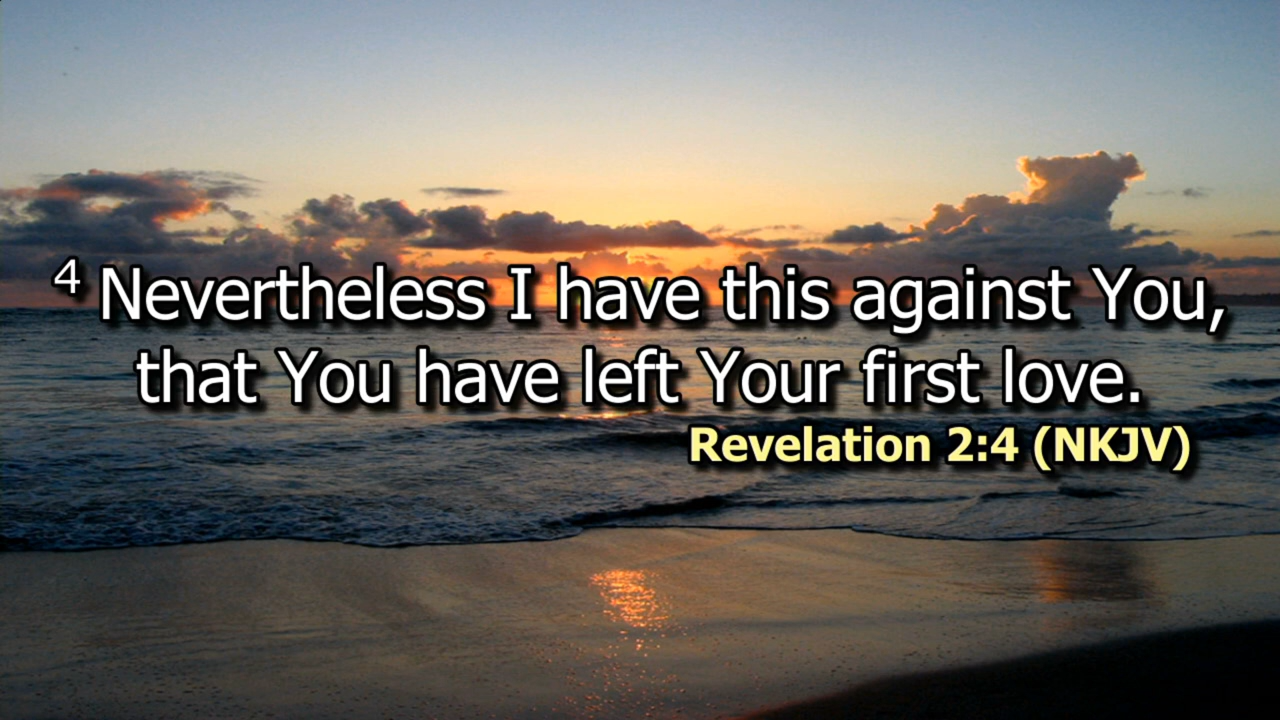 4 Nevertheless I have this against You,
that You have left Your first love.
Revelation 2:4 (NKJV)